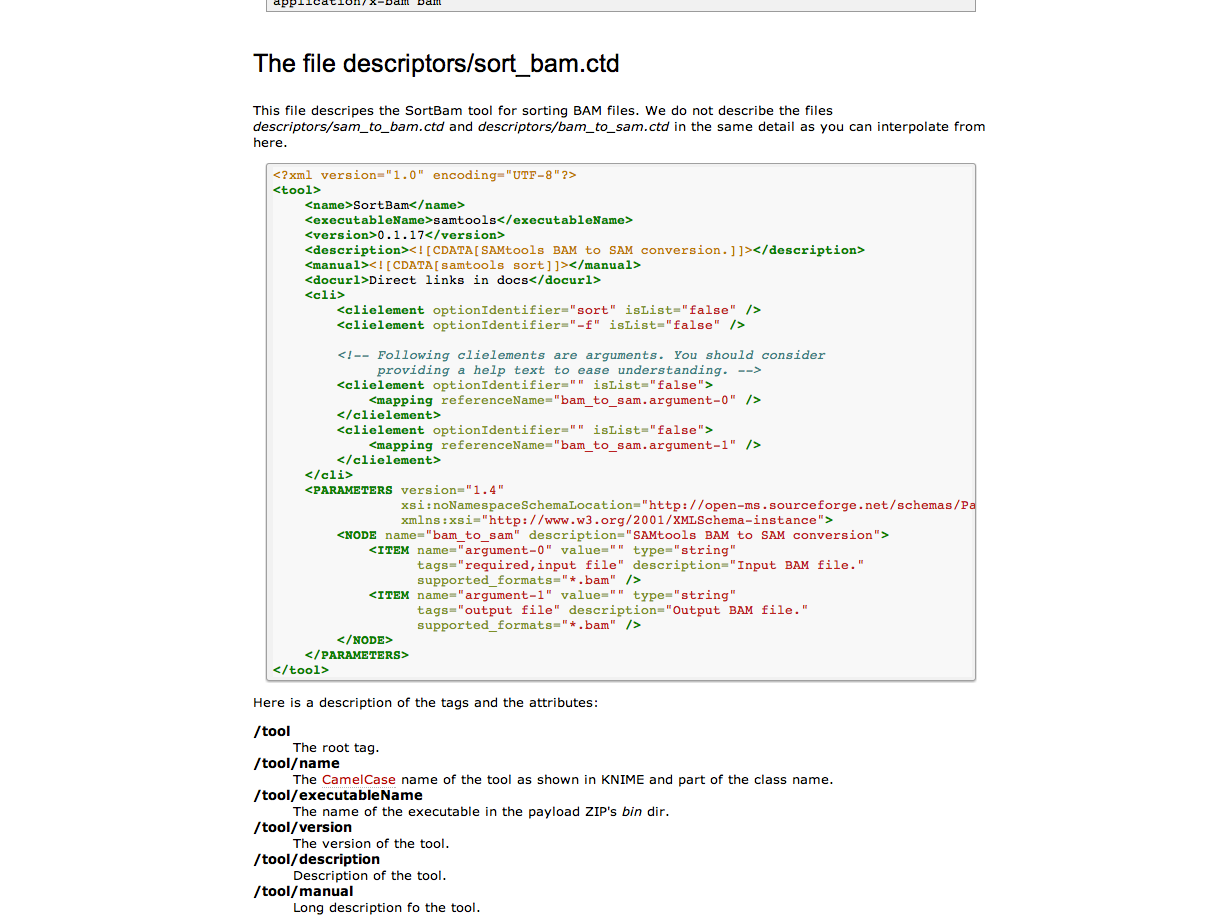 application/x-bam bam
The file descriptors/sort_bam.ctd
This file descripes the SortBam tool for sorting BAM files. We do not describe the files
descriptors/sam_to_bam.ctd and descriptors/bam_to_sam.ctd in the same detail as you can interpolate from
here.
<?xml version="1.0" encoding="UTF-8"?>
<tool>
    <name>SortBam</name>
    <executableName>samtools</executableName>
    <version>0.1.17</version>
    <description><![CDATA[SAMtools BAM to SAM conversion.]]></description>
    <manual><![CDATA[samtools sort]]></manual>
    <docurl>Direct links in docs</docurl>
    <cli>
        <clielement optionIdentifier="sort" isList="false" />
        <clielement optionIdentifier="-f" isList="false" />
        <!-- Following clielements are arguments. You should consider
             providing a help text to ease understanding. -->
        <clielement optionIdentifier="" isList="false">
            <mapping referenceName="bam_to_sam.argument-0" />
        </clielement>
        <clielement optionIdentifier="" isList="false">
            <mapping referenceName="bam_to_sam.argument-1" />
        </clielement>
    </cli>
    <PARAMETERS version="1.4"
                xsi:noNamespaceSchemaLocation="http://open-ms.sourceforge.net/schemas/Pa
                xmlns:xsi="http://www.w3.org/2001/XMLSchema-instance">
        <NODE name="bam_to_sam" description="SAMtools BAM to SAM conversion">
            <ITEM name="argument-0" value="" type="string"
                  tags="required,input file" description="Input BAM file."
                  supported_formats="*.bam" />
            <ITEM name="argument-1" value="" type="string"
                  tags="output file" description="Output BAM file."
                  supported_formats="*.bam" />
        </NODE>
    </PARAMETERS>
</tool>
Here is a description of the tags and the attributes:
/tool
The root tag.
/tool/name
The CamelCase name of the tool as shown in KNIME and part of the class name.
/tool/executableName
The name of the executable in the payload ZIP's bin dir.
/tool/version
The version of the tool.
/tool/description
Description of the tool.
/tool/manual
Long description fo the tool.